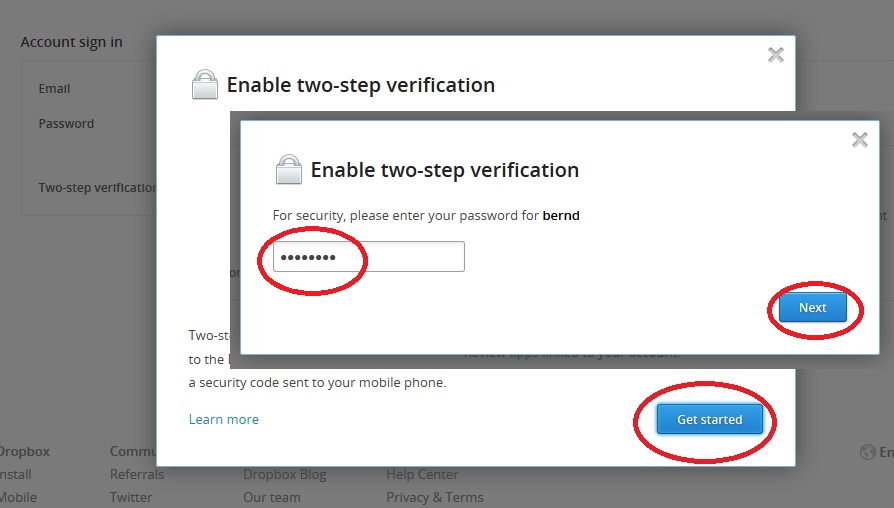 Account sign in
Email
Password
Two-step verification
Enable two-step verification
Enable two-step verification
For security, please enter your password for bernd
••••••••
Next
Two-st
to the
a security code sent to your mobile phone.
Learn more
Get started
Dropbox
Install
Mobile
Commu
Referrals
Twitter
Dropbox Blog
Our team
Help Center
Privacy & Terms
En